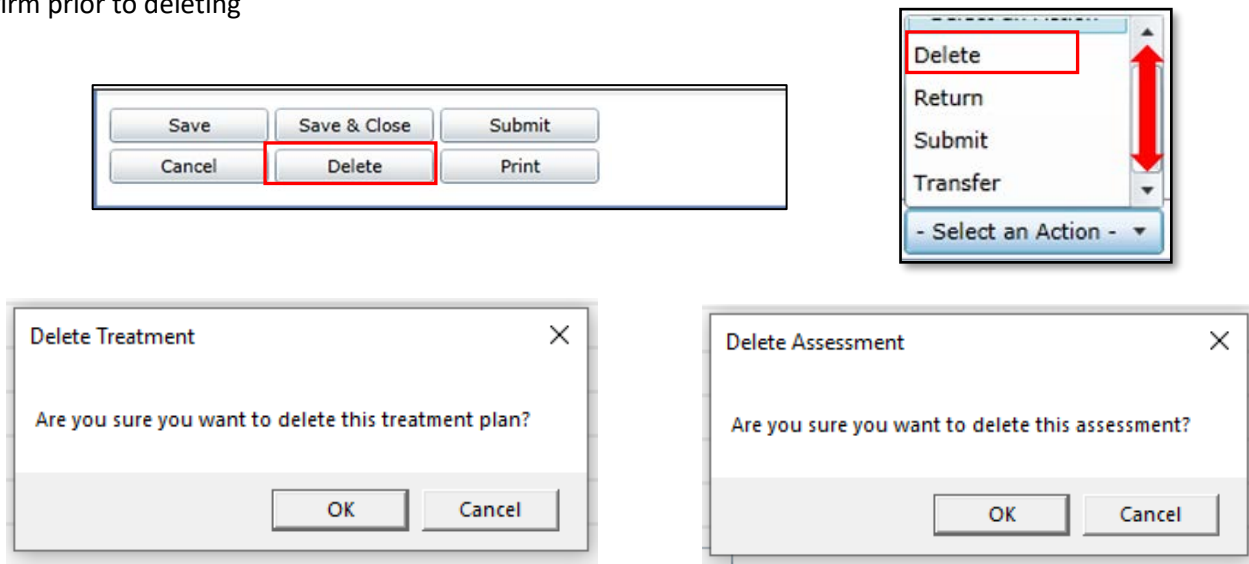 irm prior to deleting
Save Save & Close Submit
Cancel Delete Print
Delete
Return
Submit
Transfer
- Select an Action -
Delete Treatment
Are you sure you want to delete this treatment plan?
OK Cancel
Delete Assessment
Are you sure you want to delete this assessment?
OK Cancel